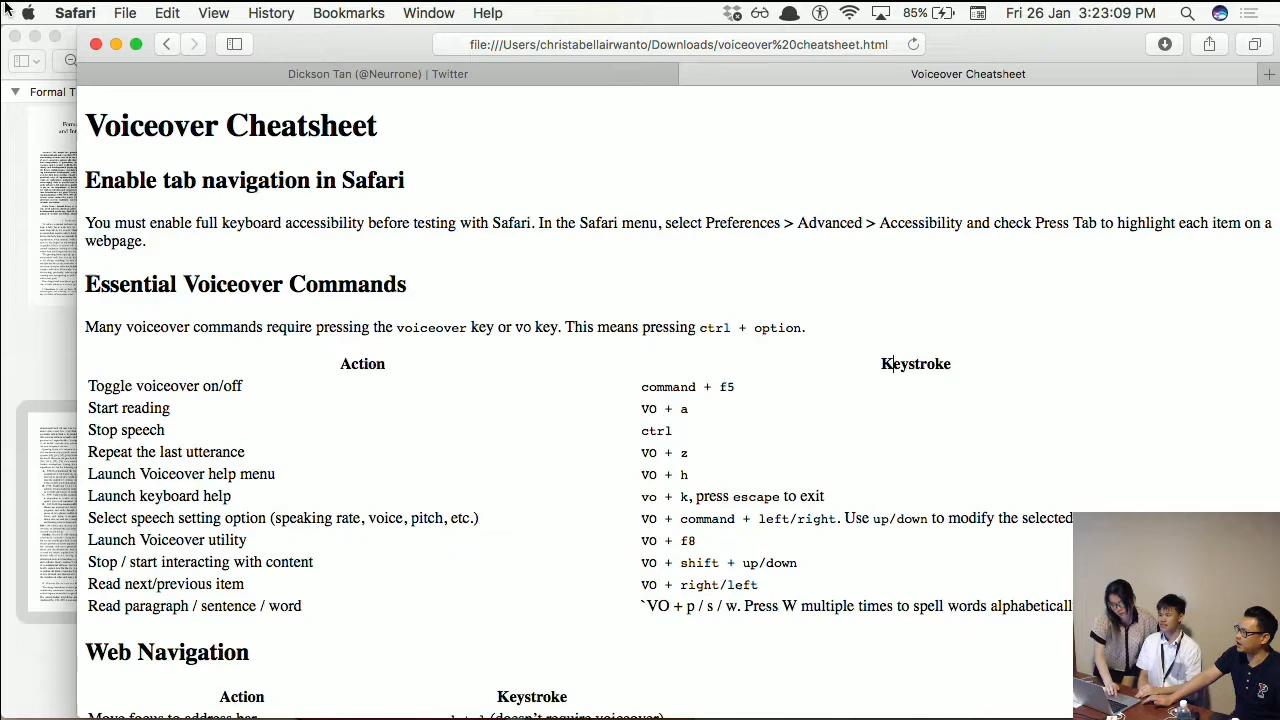 Safari File Edit View History Bookmarks Window Help 85% Fri 26 Jan 3:23:09 PM
file:///Users/christabellairwanto/Downloads/voiceover%20cheatsheet.html
Dickson Tan (@Neurrone) | Twitter Voiceover Cheatsheet
Formal T
Voiceover Cheatsheet
Enable tab navigation in Safari
You must enable full keyboard accessibility before testing with Safari. In the Safari menu, select Preferences > Advanced > Accessibility and check Press Tab to highlight each item on a
webpage.
Essential Voiceover Commands
Many voiceover commands require pressing the voiceover key or vo key. This means pressing ctrl + option.
Action Keystroke
Toggle voiceover on/off command + f5
Start reading VO + a
Stop speech ctrl
Repeat the last utterance VO + z
Launch Voiceover help menu VO + h
Launch keyboard help vo + k, press escape to exit
Select speech setting option (speaking rate, voice, pitch, etc.) VO + command + left/right. Use up/down to modify the selected
Launch Voiceover utility VO + f8
Stop / start interaction with content VO + shift + up/down
Read next/previous item VO + right/left
Read paragraph / sentence / word `VO + p / s / w. Press W multiple times to spell words alphabeticall
Web Navigation
Action Keystroke
Move focus to address bar (doesn't require voiceover)